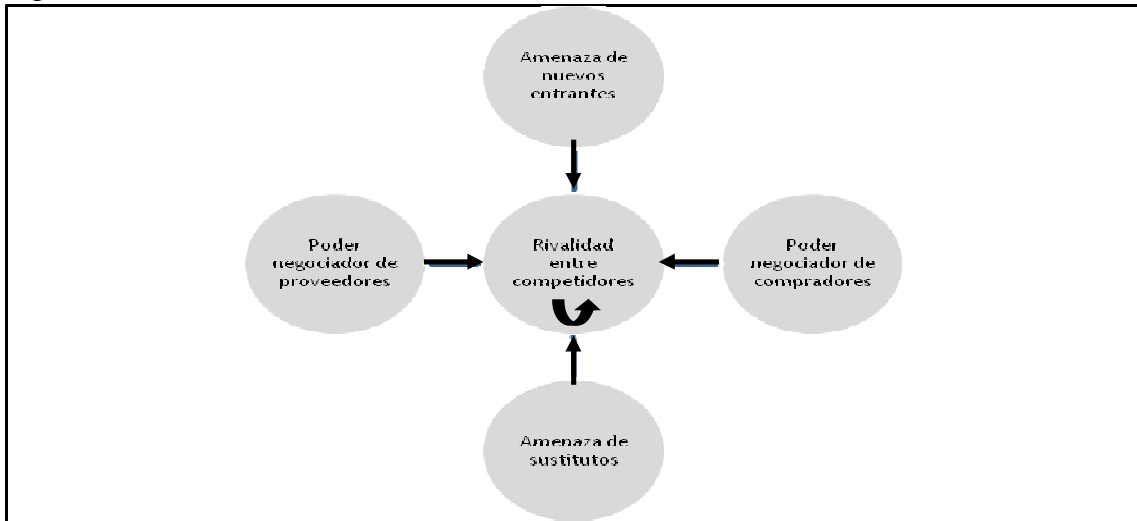 Amenaza de
nuevos
entrantes
Poder
negociador de
proveedores
Rivalidad
entre
competidores
Poder
negociador de
compradores
Amenaza de
sustitutos